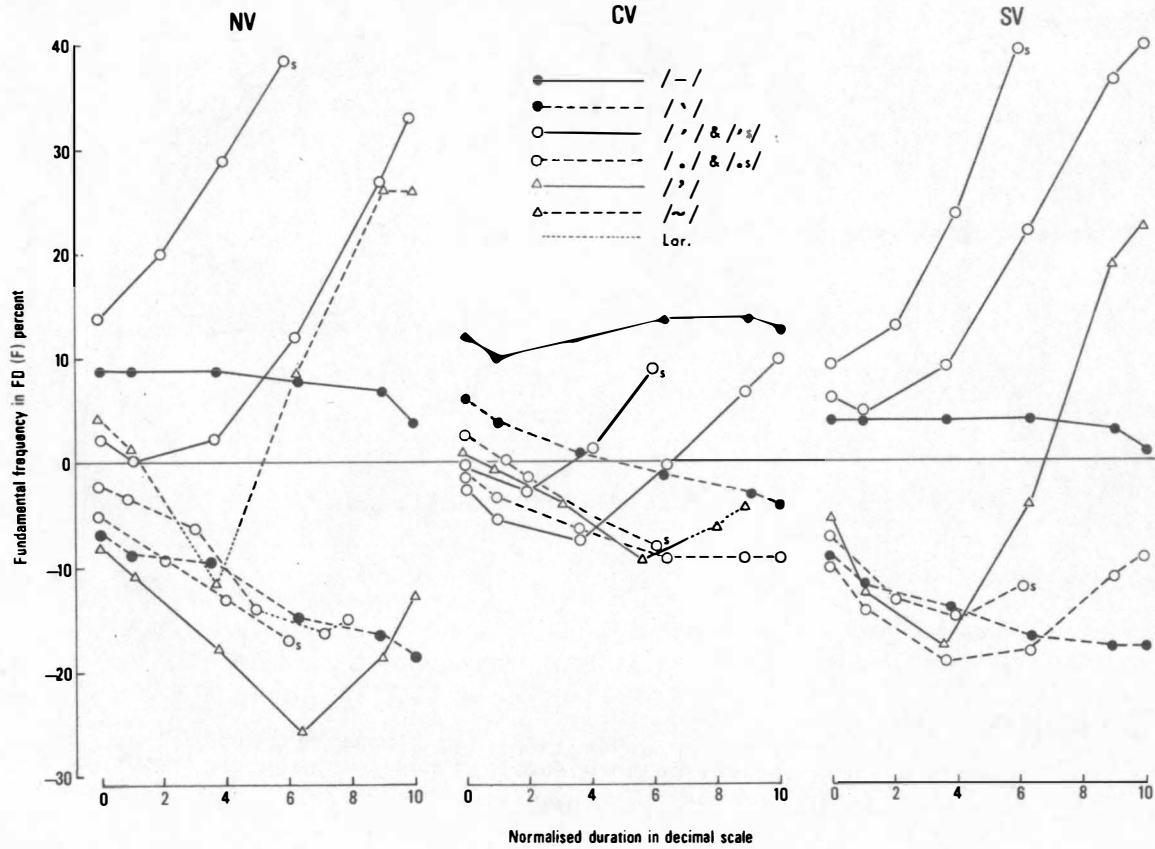 NV CV SV
40
30
20
10
0
–10
–20
–30
Fundamental frequency in FD (F) percent
/–/
/`/
/′/ & /′s/
/./ & /.s/
/ʾ/
/~/
Lar.
s
s
s
s
s
s
0 2 4 6 8 10
0 2 4 6 8 10
0 2 4 6 8 10
Normalised duration in decimal scale